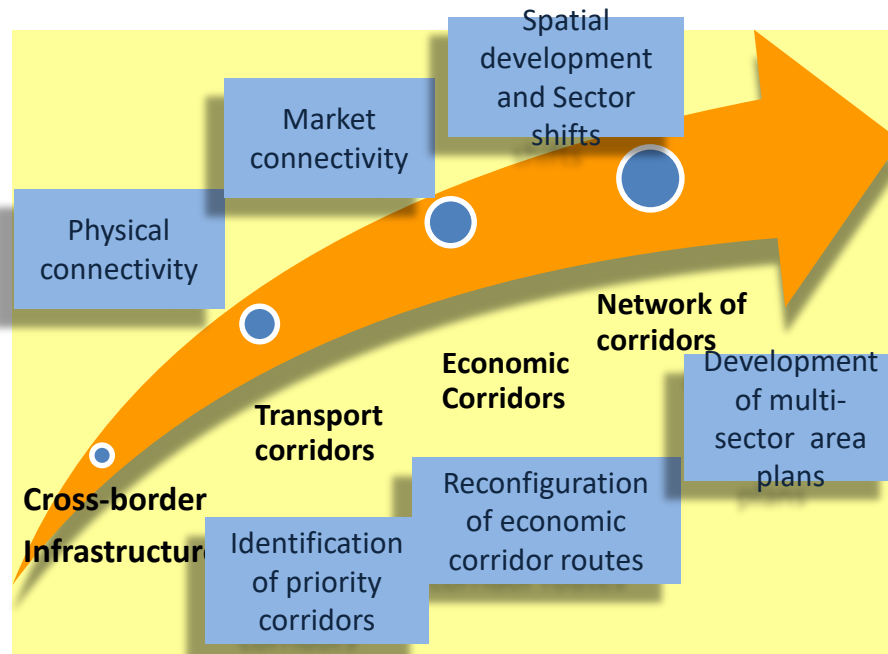 Spatial
development
and Sector
shifts
Market
connectivity
Physical
connectivity
Network of
corridors
Economic
Corridors
Development
of multi-
sector area
plans
Transport
corridors
Cross-border
Infrastructure
Reconfiguration
of economic
corridor routes
Identification
of priority
corridors